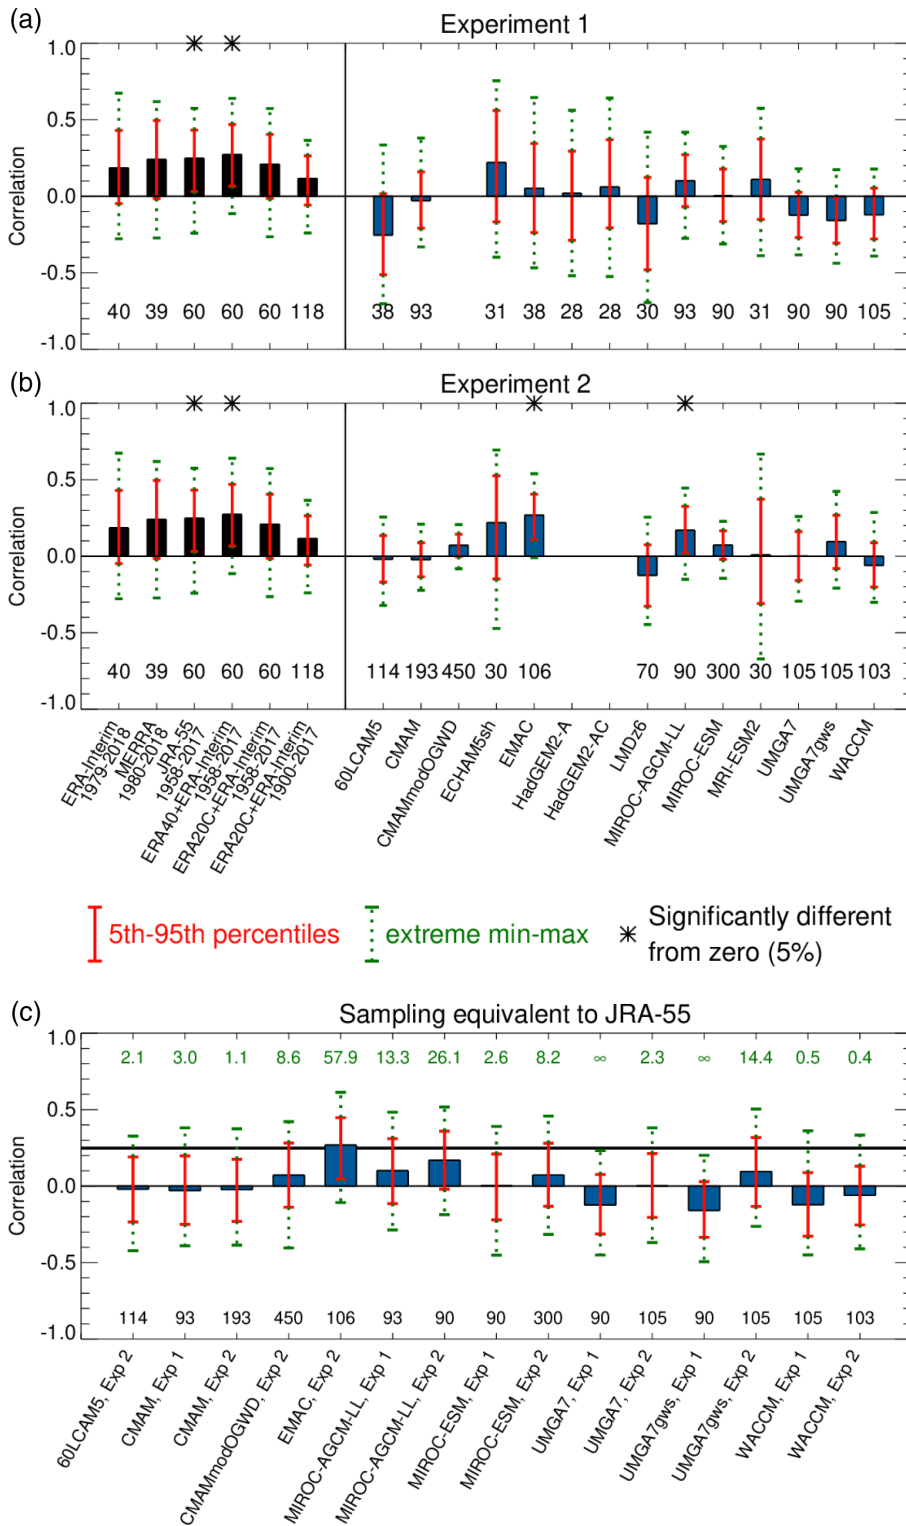 (a)
Experiment 1
1.0
0.5
0.0
-0.5
-1.0
Correlation
40 39 60 60 60 118 38 93 31 38 28 28 30 93 90 31 90 90 105
(b)
Experiment 2
1.0
0.5
0.0
-0.5
-1.0
Correlation
40 39 60 60 60 118 114 193 450 30 106 70 90 300 30 105 105 103
ERA-Interim
1979-2018
MERRA
1980-2018
JRA-55
1958-2017
ERA40+ERA-Interim
1958-2017
ERA20C+ERA-Interim
1958-2017
ERA20C+ERA-Interim
1900-2017
60LCAM5
CMAM
CMAMmodOGWD
ECHAM5sh
EMAC
HadGEM2-A
HadGEM2-AC
LMDz6
MIROC-AGCM-LL
MIROC-ESM
MRI-ESM2
UMGA7
UMGA7gws
WACCM
5th-95th percentiles
extreme min-max
Significantly different
from zero (5%)
(c)
Sampling equivalent to JRA-55
1.0
0.5
0.0
-0.5
-1.0
Correlation
2.1 3.0 1.1 8.6 57.9 13.3 26.1 2.6 8.2 ∞ 2.3 ∞ 14.4 0.5 0.4
114 93 193 450 106 93 90 90 300 90 105 90 105 105 103
60LCAM5, Exp 2
CMAM, Exp 1
CMAM, Exp 2
CMAMmodOGWD, Exp 2
EMAC, Exp 2
MIROC-AGCM-LL, Exp 1
MIROC-AGCM-LL, Exp 2
MIROC-ESM, Exp 1
MIROC-ESM, Exp 2
UMGA7, Exp 1
UMGA7, Exp 2
UMGA7gws, Exp 1
UMGA7gws, Exp 2
WACCM, Exp 1
WACCM, Exp 2